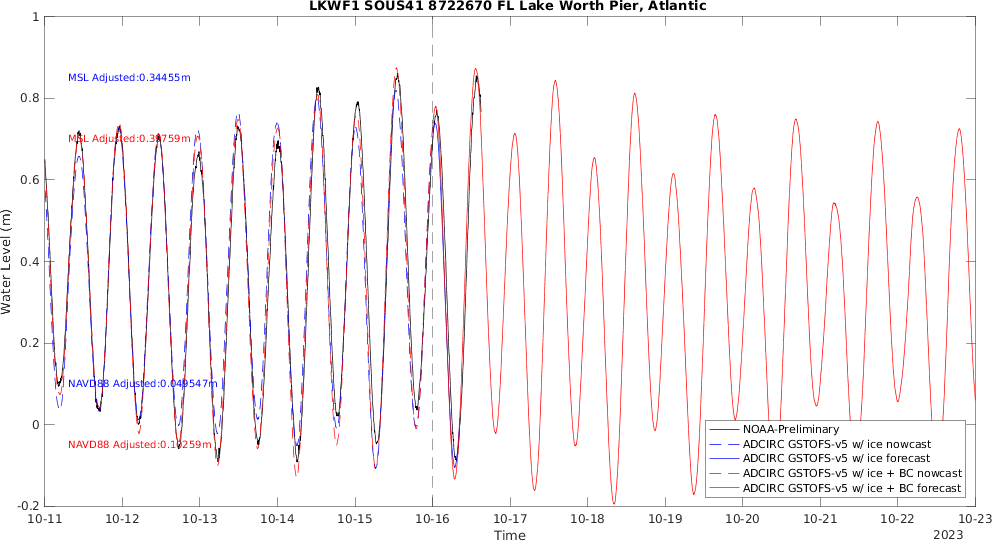 LKWF1 SOUS41 8722670 FL Lake Worth Pier, Atlantic
1
0.8
0.6
0.4
0.2
0
-0.2
Water Level (m)
MSL Adjusted:0.34455m
MSL Adjusted:
NAVD88 Adjusted:0.049547m
NAVD88 Adjusted:
NOAA-Preliminary
ADCIRC GSTOFS-v5 w/ ice nowcast
ADCIRC GSTOFS-v5 w/ ice forecast
ADCIRC GSTOFS-v5 w/ ice + BC nowcast
ADCIRC GSTOFS-v5 w/ ice + BC forecast
10-11 10-12 10-13 10-14 10-15 10-16 10-17 10-18 10-19 10-20 10-21 10-22 10-23
Time
2023